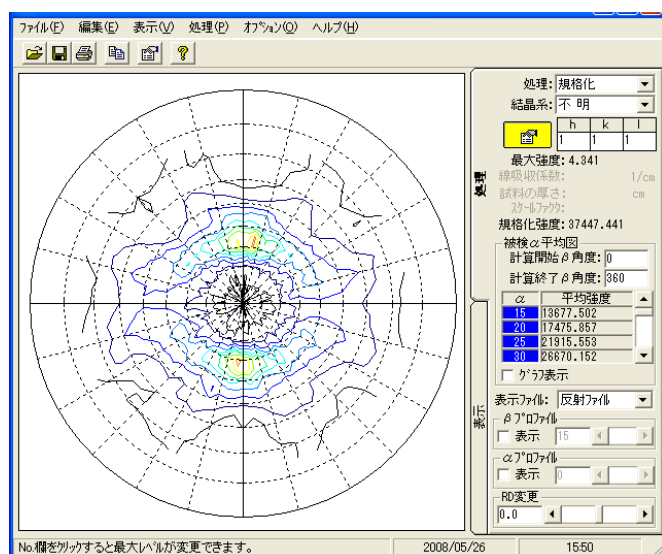 ファイル(F) 編集(E) 表示(V) 処理(P) オプション(O) ヘルプ(H)
処理: 規格化
結晶系: 不 明
h k l
1 1 1
最大強度: 4.341
線吸収係数: 1/cm
試料の厚さ: cm
スケールファクタ:
規格化強度: 37447.441
被検α平均図
計算開始β角度: 0
計算終了β角度: 360
α 平均強度
15 13677.502
20 17475.857
25 21915.553
30 26670.152
グラフ表示
表示ファイル: 反射ファイル
βプロファイル
表示 15
αプロファイル
表示 0
RD変更
0.0
処理
表示
No.欄をクリックすると最大レベルが変更できます。 2008/05/26 15:50